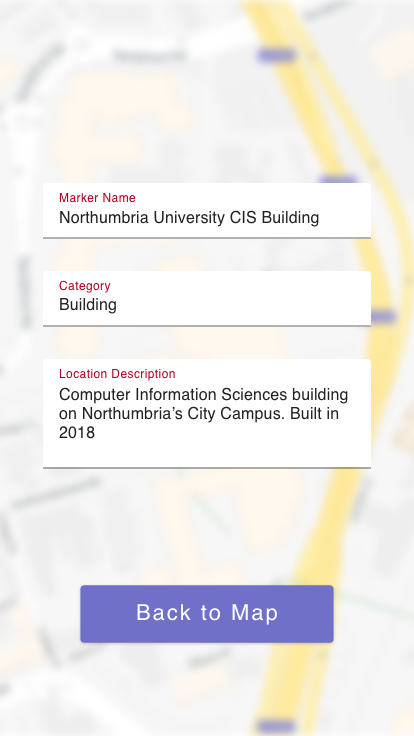 Marker Name
Northumbria University CIS Building
Category
Building
Location Description
Computer Information Sciences building
on Northumbria’s City Campus. Built in
2018
Back to Map